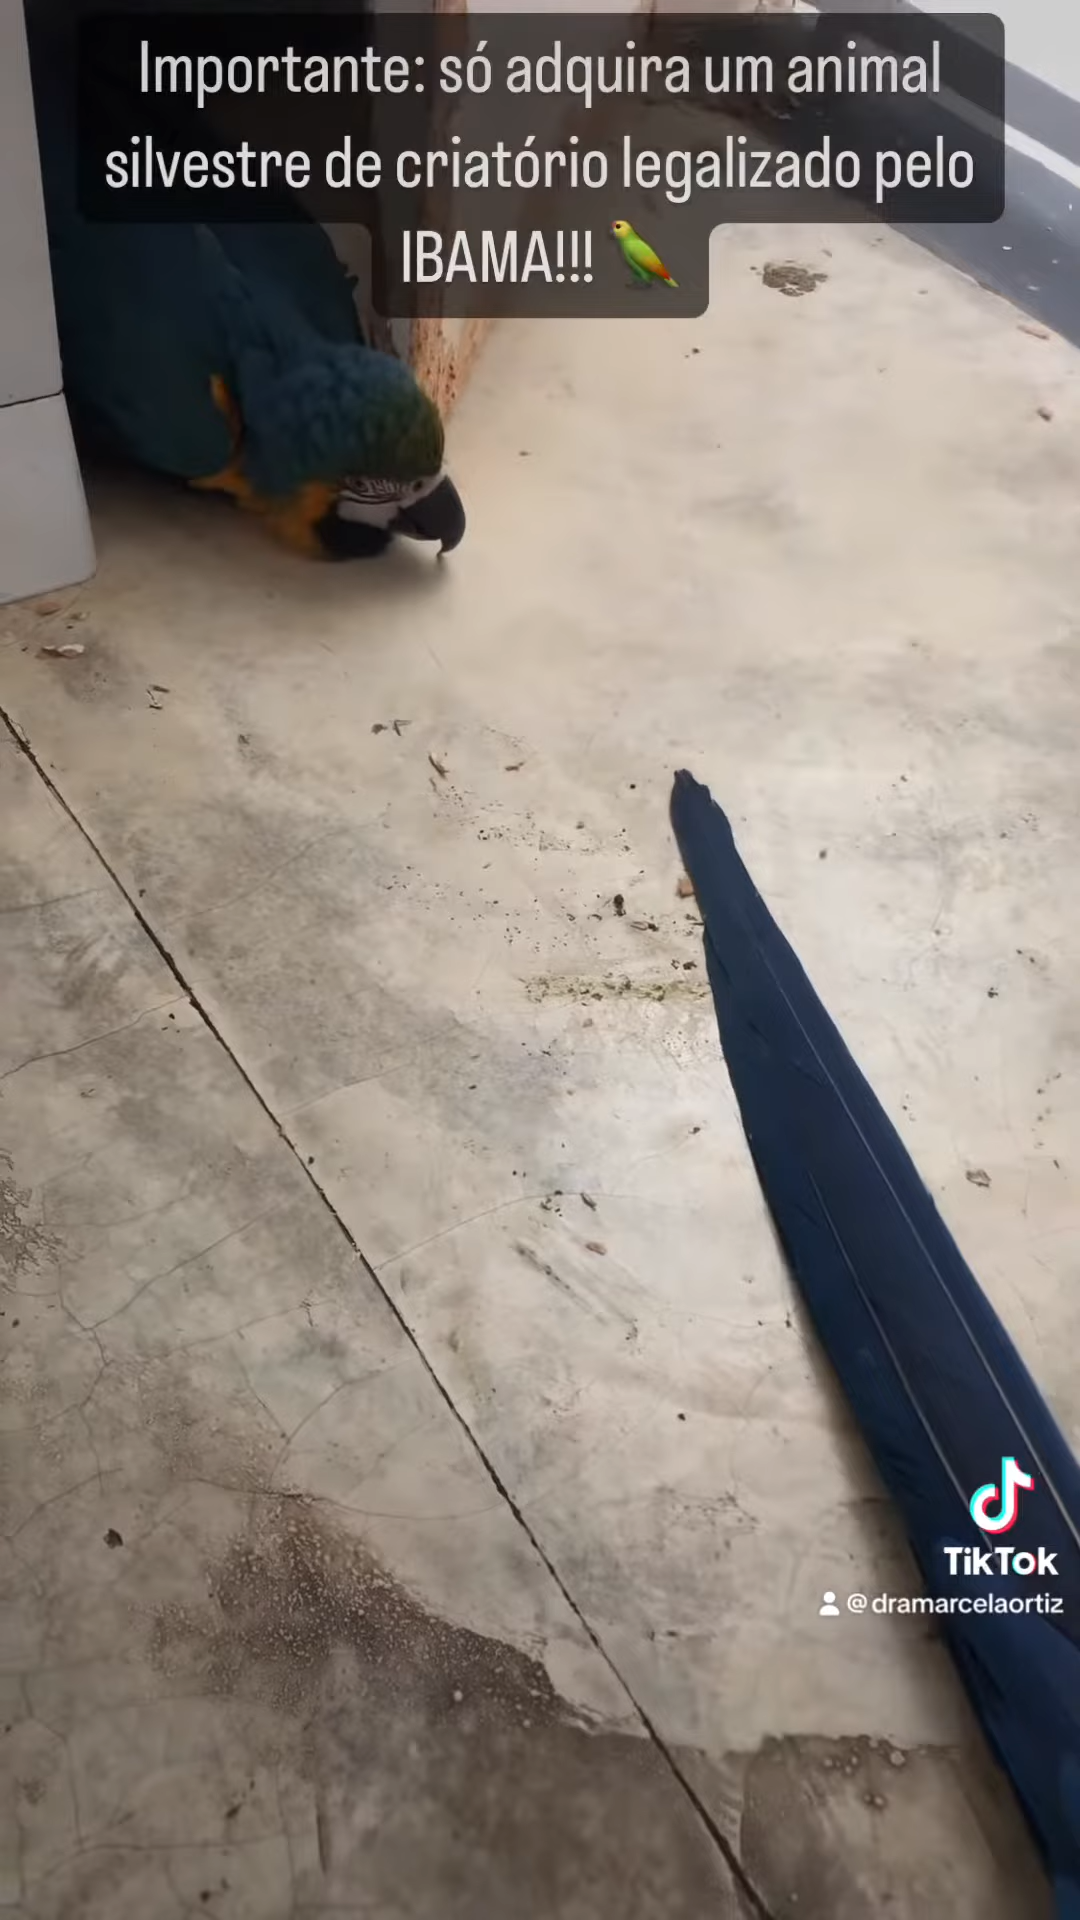 Importante: só adquira um animal
silvestre de criatório legalizado pelo
IBAMA!!! 🦜
TikTok
@dramarcelaortiz